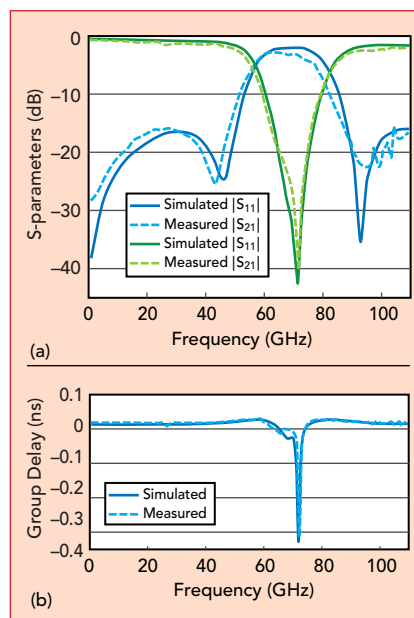 0
−10
−20
−30
−40
S-parameters (dB)
Simulated |S11|
Measured |S21|
Simulated |S11|
Measured |S21|
0 20 40 60 80 100
Frequency (GHz)
(a)
0.1
0
−0.1
−0.2
−0.3
−0.4
Group Delay (ns)
Simulated
Measured
0 20 40 60 80 100
Frequency (GHz)
(b)